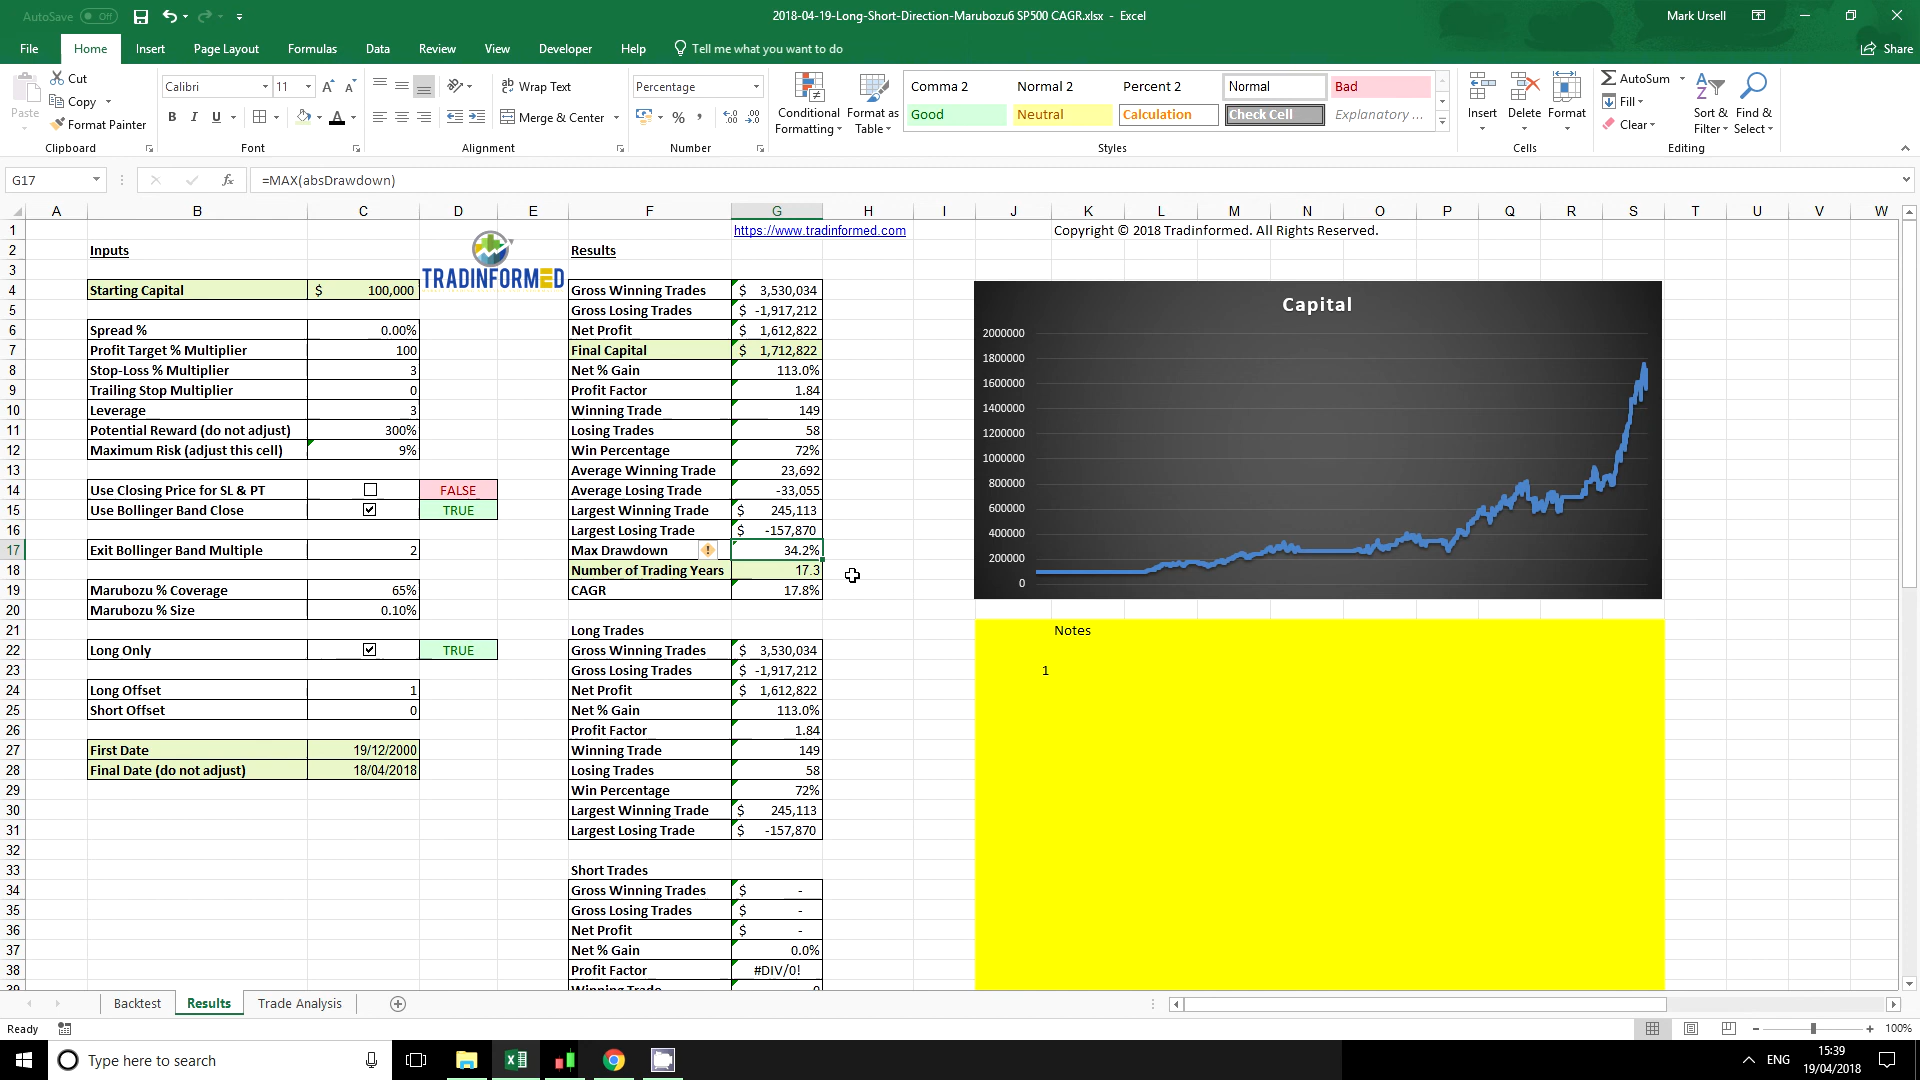 AutoSave Off
2018-04-19-Long-Short-Direction-Marubozu6 SP500 CAGR.xlsx - Excel
Mark Ursell
File Home Insert Page Layout Formulas Data Review View Developer Help Tell me what you want to do Share
Paste
Cut
Copy
Format Painter
Clipboard
Calibri 11
B I U
Font
Wrap Text
Merge & Center
Alignment
Percentage
%
Number
Conditional Formatting
Format as Table
Comma 2 Normal 2 Percent 2 Normal Bad
Good Neutral Calculation Check Cell Explanatory ...
Styles
Insert Delete Format
Cells
AutoSum
Fill
Clear
Sort & Filter
Find & Select
Editing
G17 fx =MAX(absDrawdown)
A B C D E F G H I J K L M N O P Q R S T U V W
1 https://www.tradinformed.com Copyright © 2018 Tradinformed. All Rights Reserved.
2 Inputs Results
3
TRADINFORMED
4 Starting Capital $ 100,000 Gross Winning Trades $ 3,530,034
5 Gross Losing Trades $ -1,917,212
6 Spread % 0.00% Net Profit $ 1,612,822
7 Profit Target % Multiplier 100 Final Capital $ 1,712,822
8 Stop-Loss % Multiplier 3 Net % Gain 113.0%
9 Trailing Stop Multiplier 0 Profit Factor 1.84
10 Leverage 3 Winning Trade 149
11 Potential Reward (do not adjust) 300% Losing Trades 58
12 Maximum Risk (adjust this cell) 9% Win Percentage 72%
13 Average Winning Trade 23,692
14 Use Closing Price for SL & PT FALSE Average Losing Trade -33,055
15 Use Bollinger Band Close TRUE Largest Winning Trade $ 245,113
16 Largest Losing Trade $ -157,870
17 Exit Bollinger Band Multiple 2 Max Drawdown 34.2%
18 Number of Trading Years 17.3
19 Marubozu % Coverage 65% CAGR 17.8%
20 Marubozu % Size 0.10%
21 Long Trades
22 Long Only TRUE Gross Winning Trades $ 3,530,034
23 Gross Losing Trades $ -1,917,212
24 Long Offset 1 Net Profit $ 1,612,822
25 Short Offset 0 Net % Gain 113.0%
26 Profit Factor 1.84
27 First Date 19/12/2000 Winning Trade 149
28 Final Date (do not adjust) 18/04/2018 Losing Trades 58
29 Win Percentage 72%
30 Largest Winning Trade $ 245,113
31 Largest Losing Trade $ -157,870
32
33 Short Trades
34 Gross Winning Trades $ -
35 Gross Losing Trades $ -
36 Net Profit $ -
37 Net % Gain 0.0%
38 Profit Factor #DIV/0!
39 Winning Trade 0
Capital
2000000
1800000
1600000
1400000
1200000
1000000
800000
600000
400000
200000
0
Notes
1
Backtest Results Trade Analysis
Ready
100%
Type here to search
ENG
15:39
19/04/2018